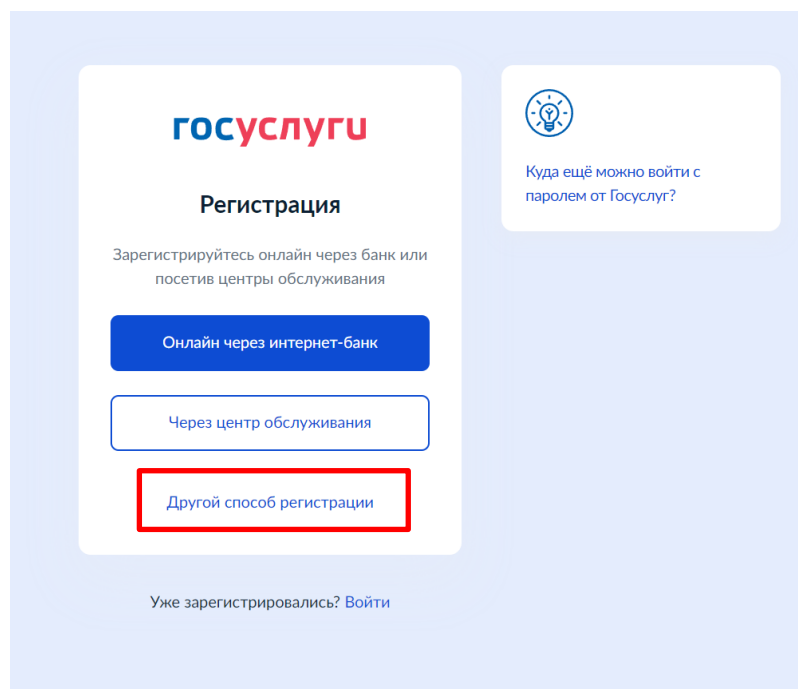 госуслуги
Регистрация
Зарегистрируйтесь онлайн через банк или
посетив центры обслуживания
Онлайн через интернет-банк
Через центр обслуживания
Другой способ регистрации
Уже зарегистрировались? Войти
Куда ещё можно войти с
паролем от Госуслуг?